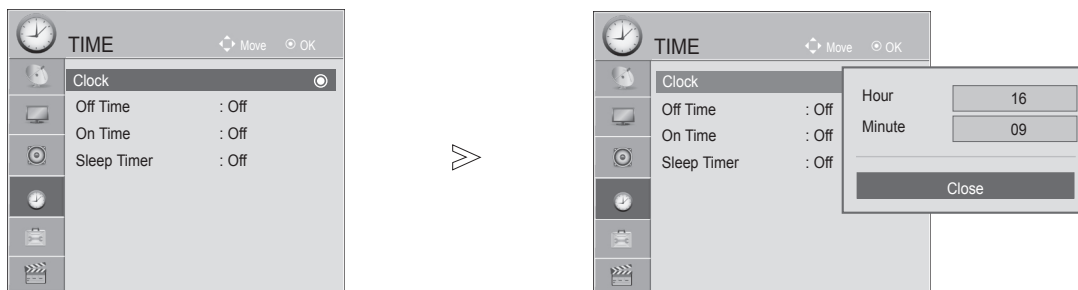 TIME
Move
OK
Clock
Off Time : Off
On Time : Off
Sleep Timer : Off
TIME
Move
OK
Clock
Off Time : Off
On Time : Off
Sleep Timer : Off
Hour 16
Minute 09
Close